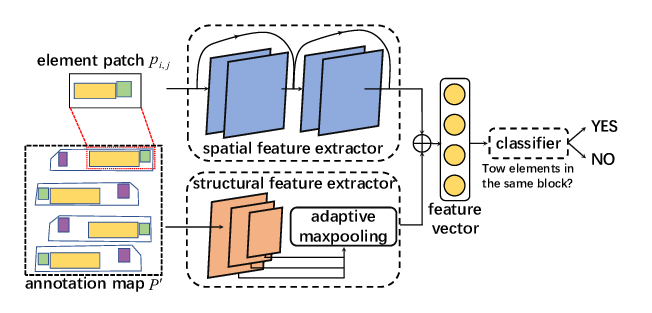 element patch p_{i,j}
spatial feature extractor
structural feature extractor
adaptive
maxpooling
annotation map P'
feature
vector
classifier
Tow elements in
the same block?
YES
NO